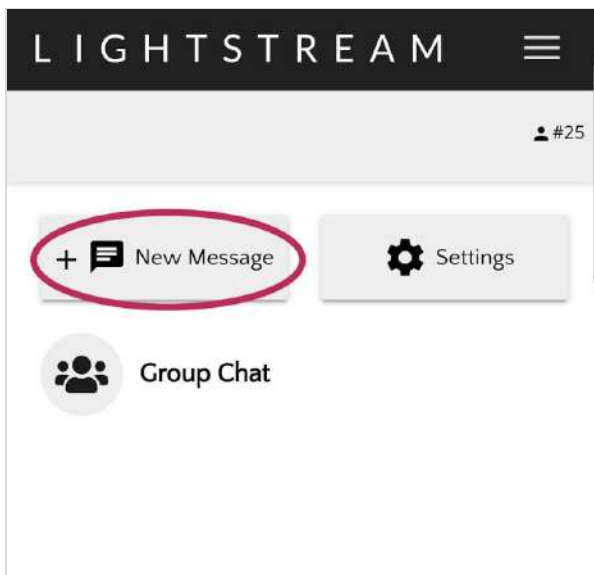 LIGHTSTREAM
#25
+ New Message
Settings
Group Chat